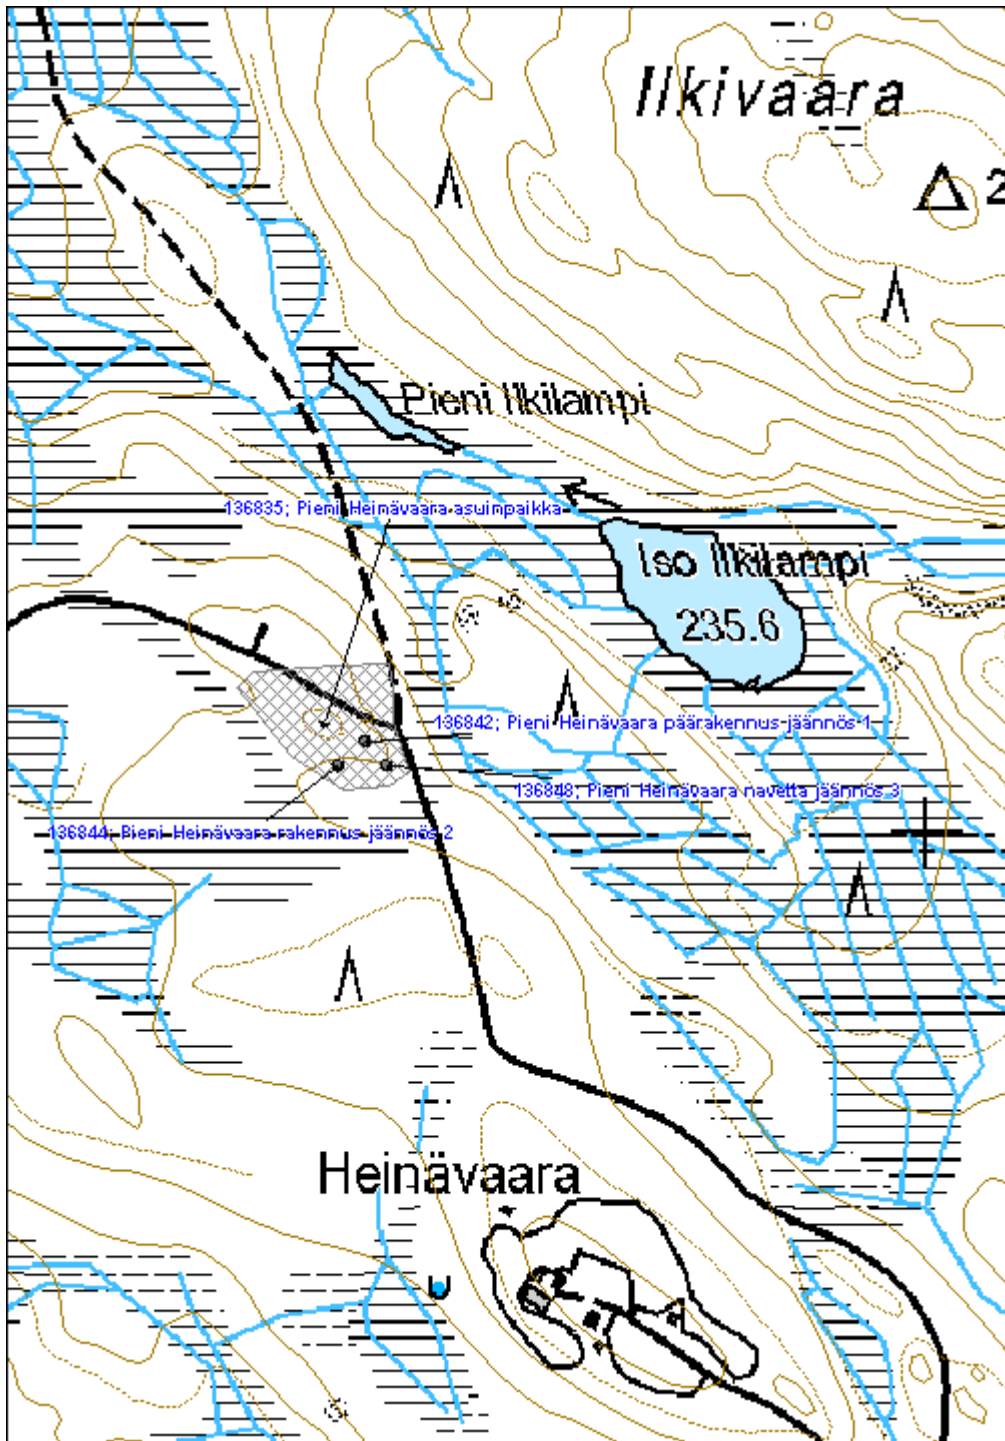 Ilkivaara
2
Pieni Ilkilampi
136835; Pieni Heinävaara asuinpaikka
Iso Ilkilampi
235.6
136842; Pieni Heinävaara päärakennus jäännös 1
136848; Pieni Heinävaara navetta jäännös 3
136844; Pieni Heinävaara rakennus jäännös 2
Heinävaara